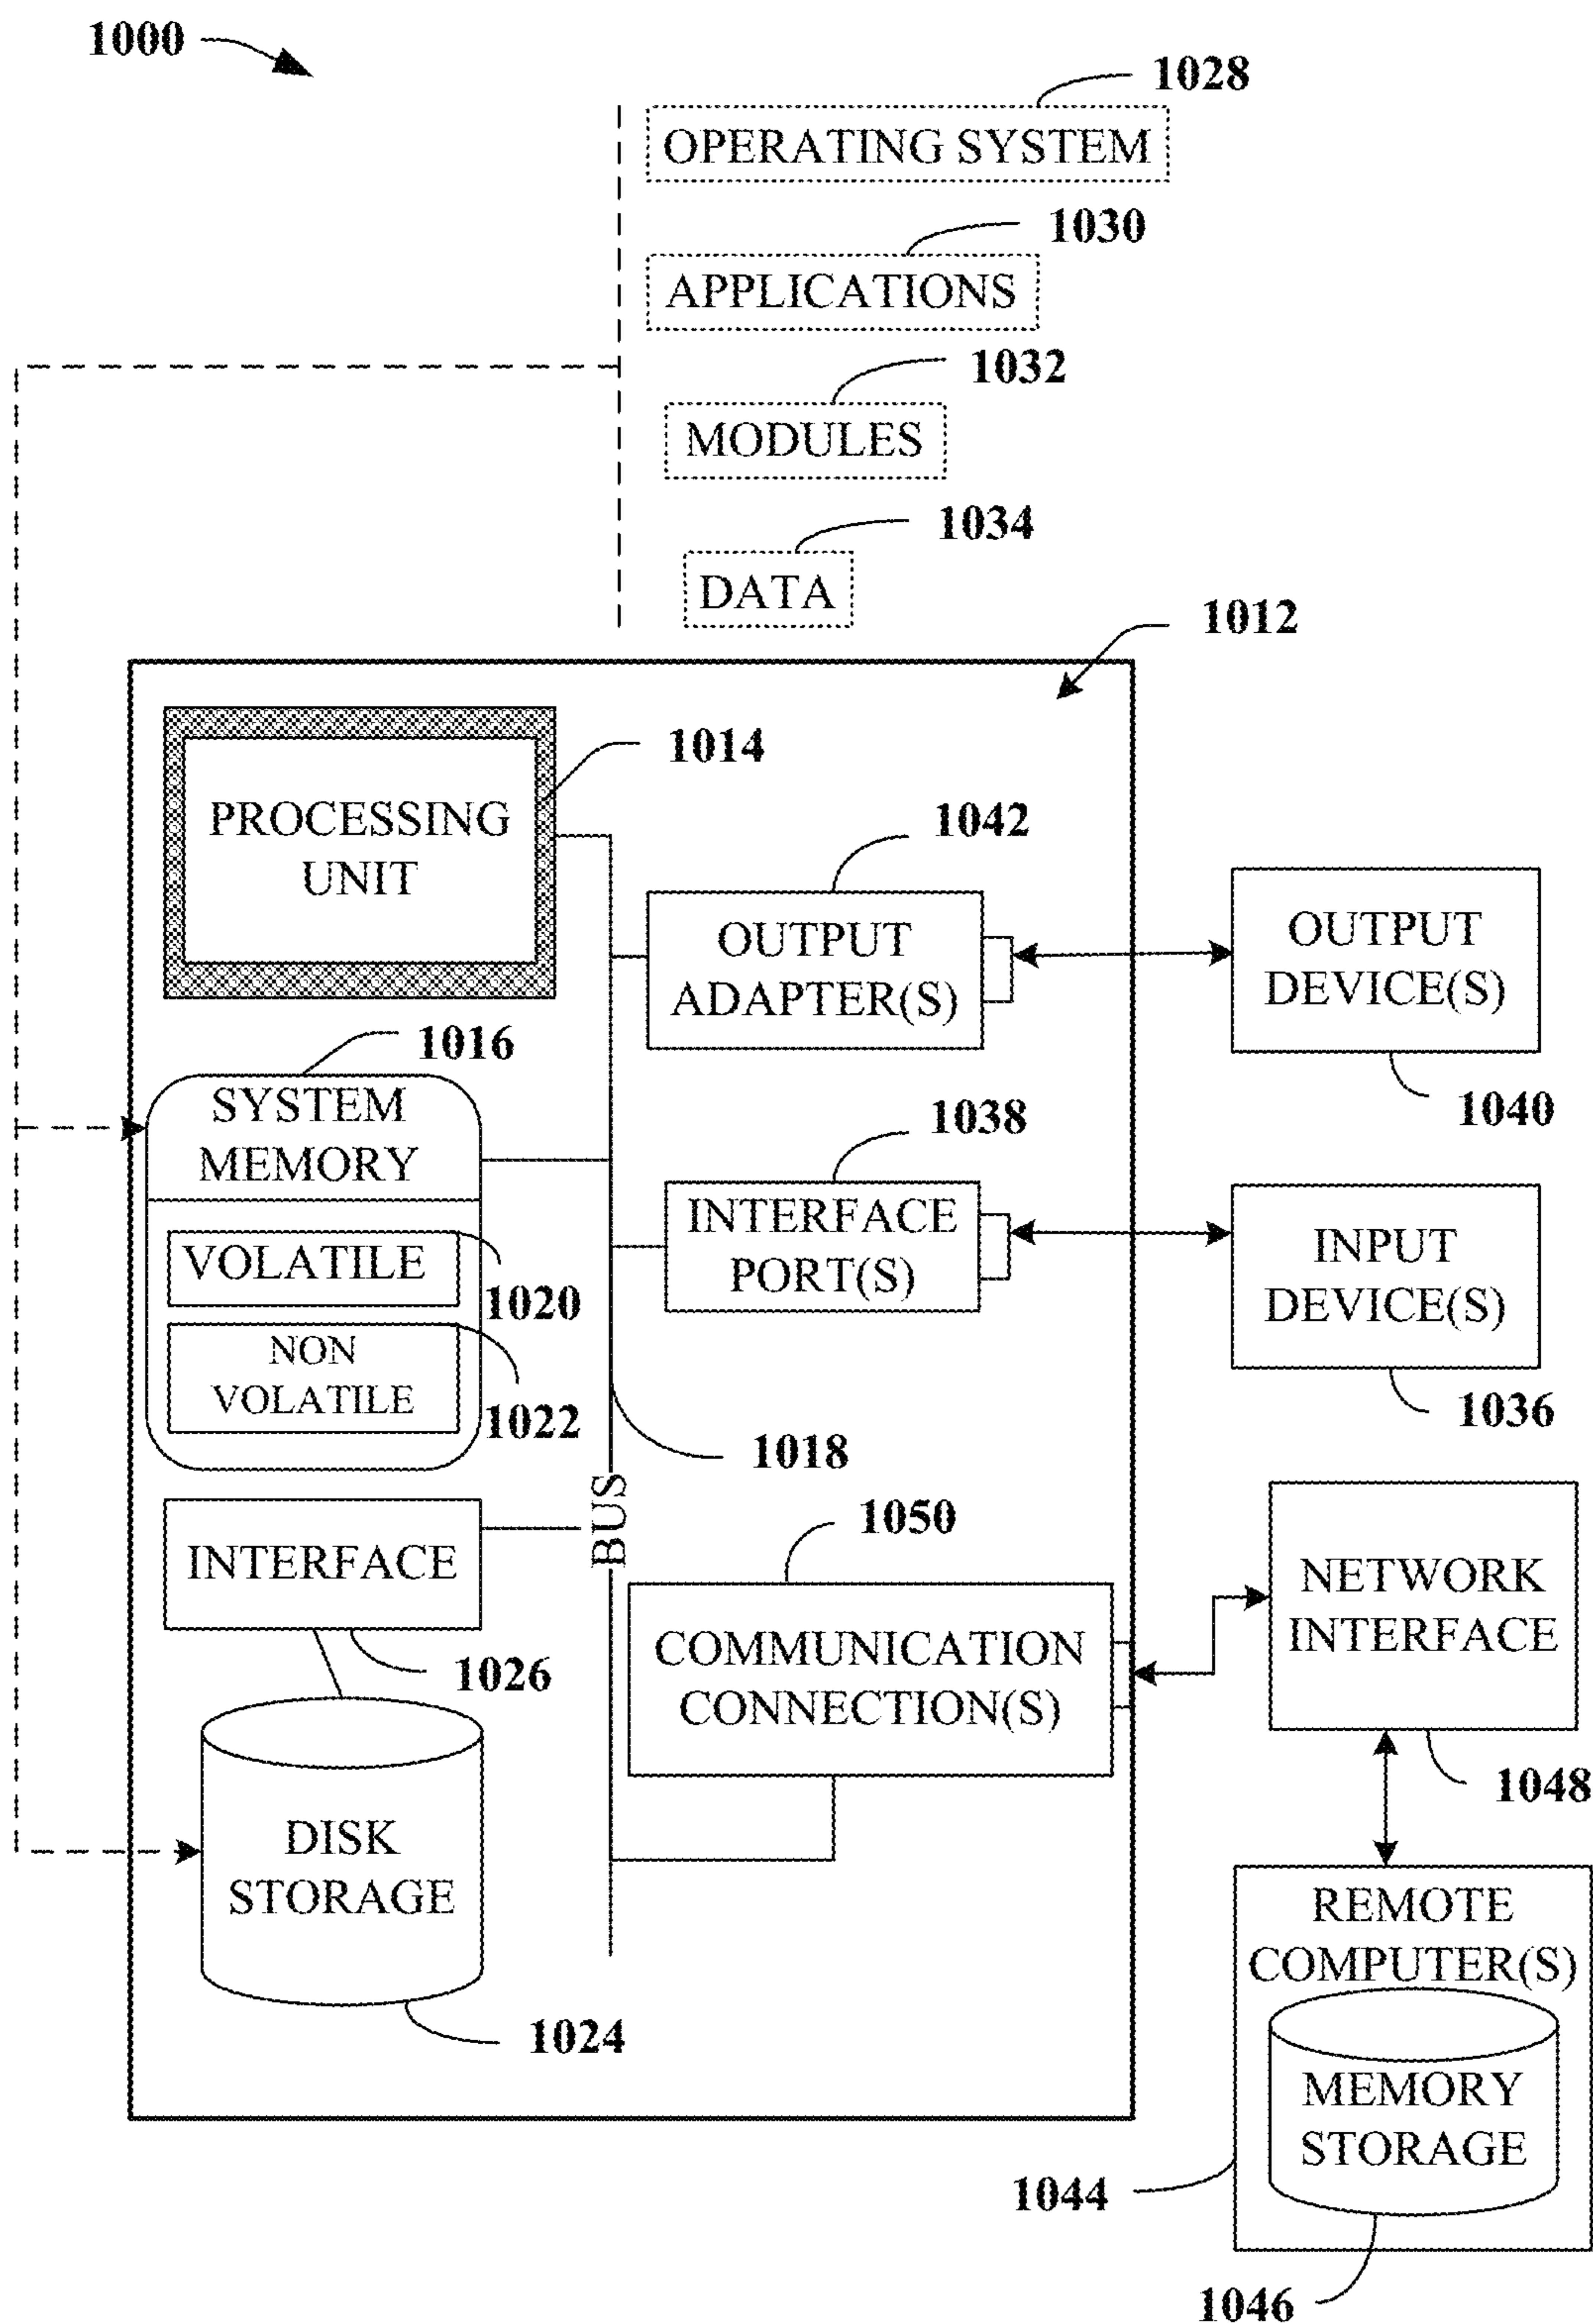 1000
1028
OPERATING SYSTEM
1030
APPLICATIONS
1032
MODULES
1034
DATA
1012
1014
PROCESSING
UNIT
1042
OUTPUT
ADAPTER(S)
OUTPUT
DEVICE(S)
1040
1016
SYSTEM
MEMORY
1038
INTERFACE
PORT(S)
INPUT
DEVICE(S)
1036
VOLATILE
1020
NON
VOLATILE
1022
1018
BUS
INTERFACE
1026
1050
COMMUNICATION
CONNECTION(S)
NETWORK
INTERFACE
1048
DISK
STORAGE
1024
REMOTE
COMPUTER(S)
MEMORY
STORAGE
1044
1046